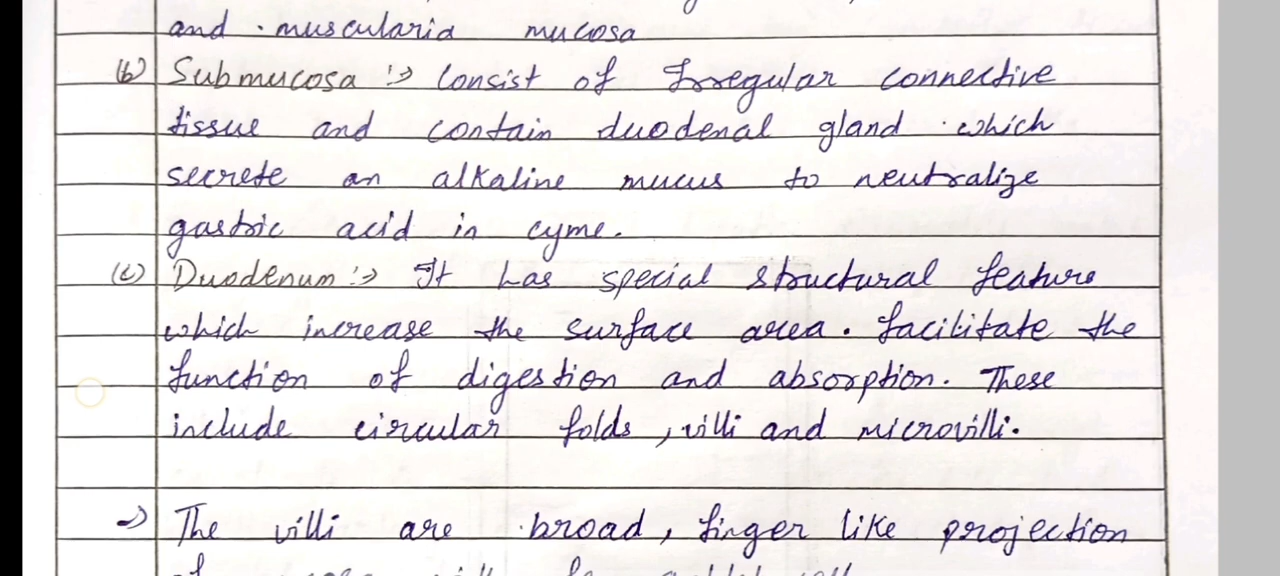 and muscularia mucosa
(b) Submucosa :→ Consist of Irregular connective
tissue and contain duodenal gland which
secrete an alkaline mucus to neutralize
gastric acid in cyme.
(c) Duodenum :→ It has special structural feature
which increase the surface area. facilitate the
function of digestion and absorption. These
include circular folds, villi and microvilli.
→ The villi are broad, finger like projection
of